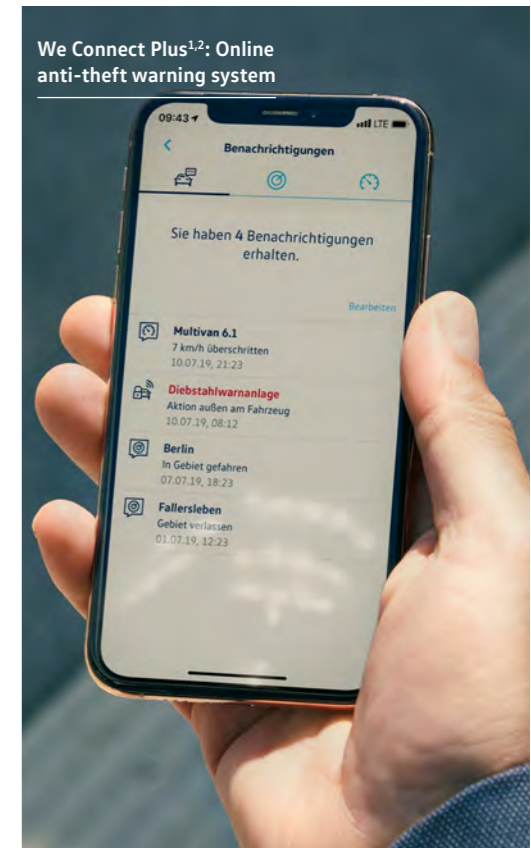 We Connect Plus1,2: Online
anti-theft warning system
09:43
LTE
Benachrichtigungen
Sie haben 4 Benachrichtigungen
erhalten.
Bearbeiten
Multivan 6.1
7 km/h überschritten
10.07.19, 21:23
Diebstahlwarnanlage
Aktion außen am Fahrzeug
10.07.19, 08:12
Berlin
In Gebiet gefahren
07.07.19, 18:23
Fallersleben
Gebiet verlassen
01.07.19, 12:23